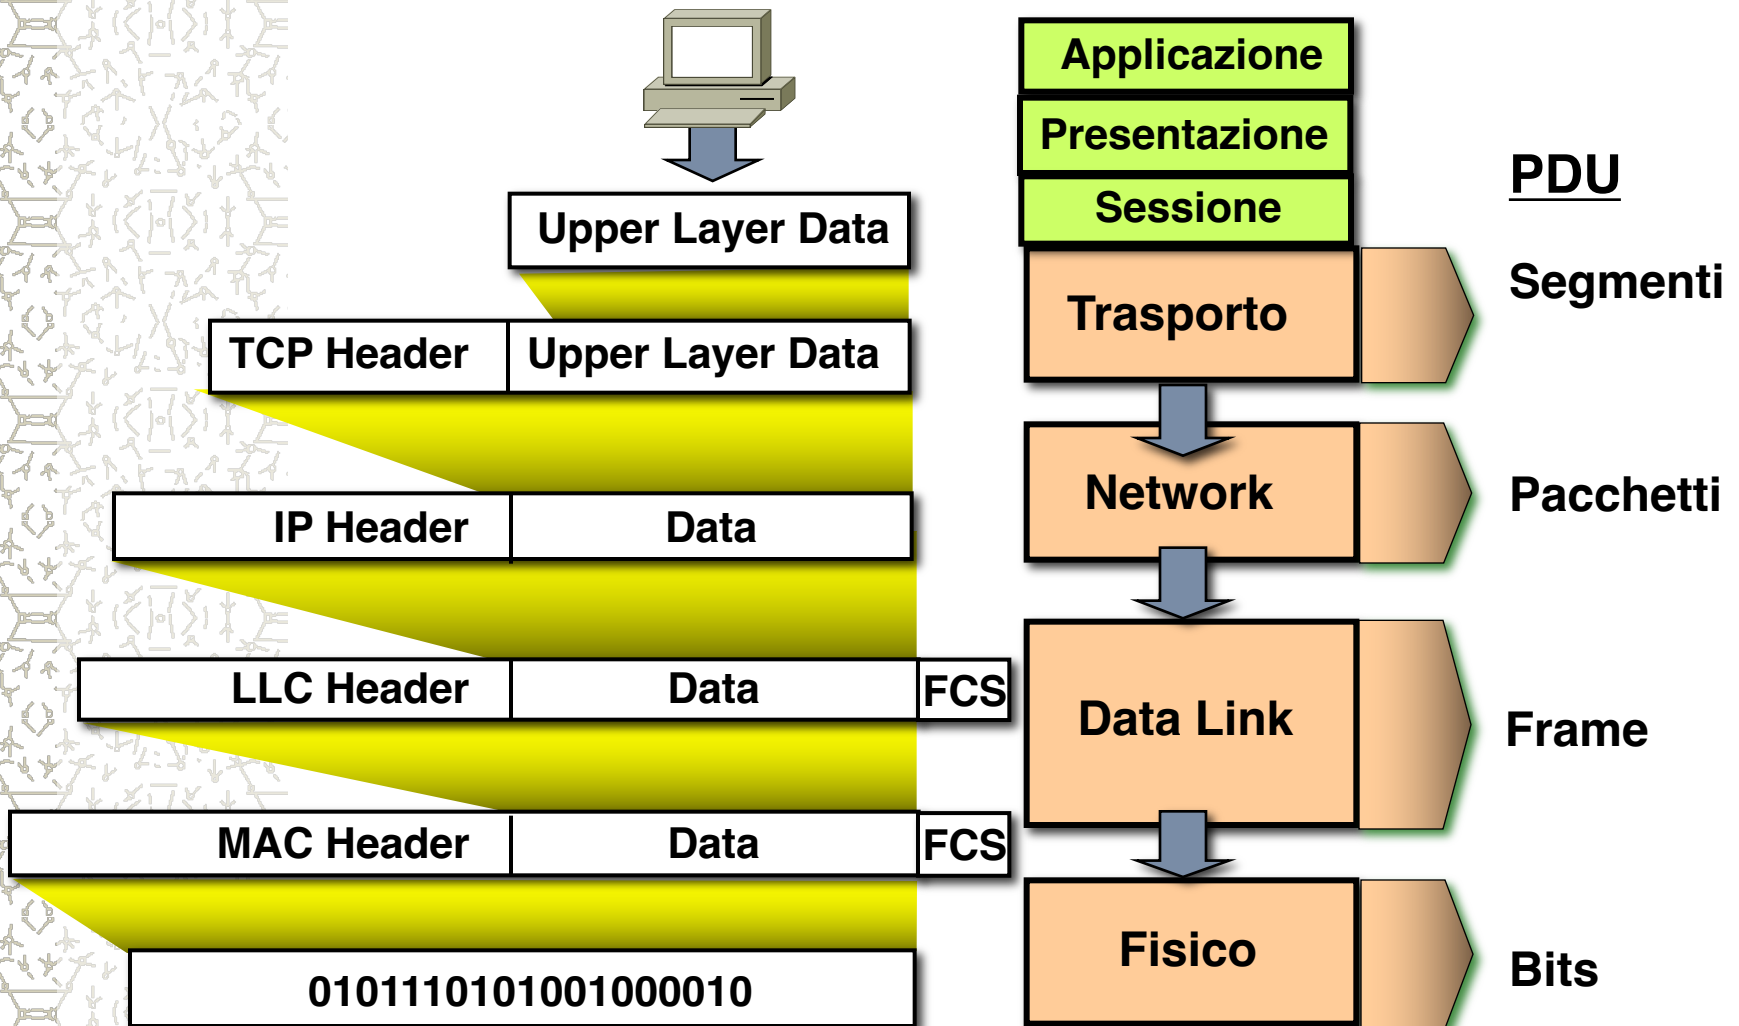 Applicazione
Presentazione
Sessione
PDU
Upper Layer Data
Trasporto
Segmenti
TCP Header Upper Layer Data
Network
Pacchetti
IP Header Data
LLC Header Data FCS
Data Link
Frame
MAC Header Data FCS
Fisico
Bits
0101110101001000010